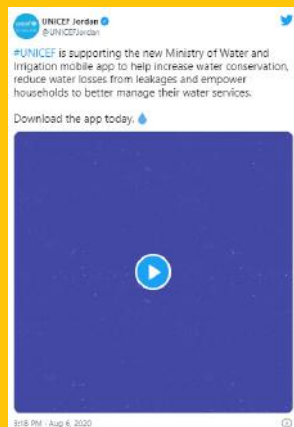 UNICEF Jordan
@UNICEFJordan
#UNICEF is supporting the new Ministry of Water and
Irrigation mobile app to help increase water conservation,
reduce water losses from leakages and empower
households to better manage their water services.
Download the app today.
3:18 PM · Aug 6, 2020